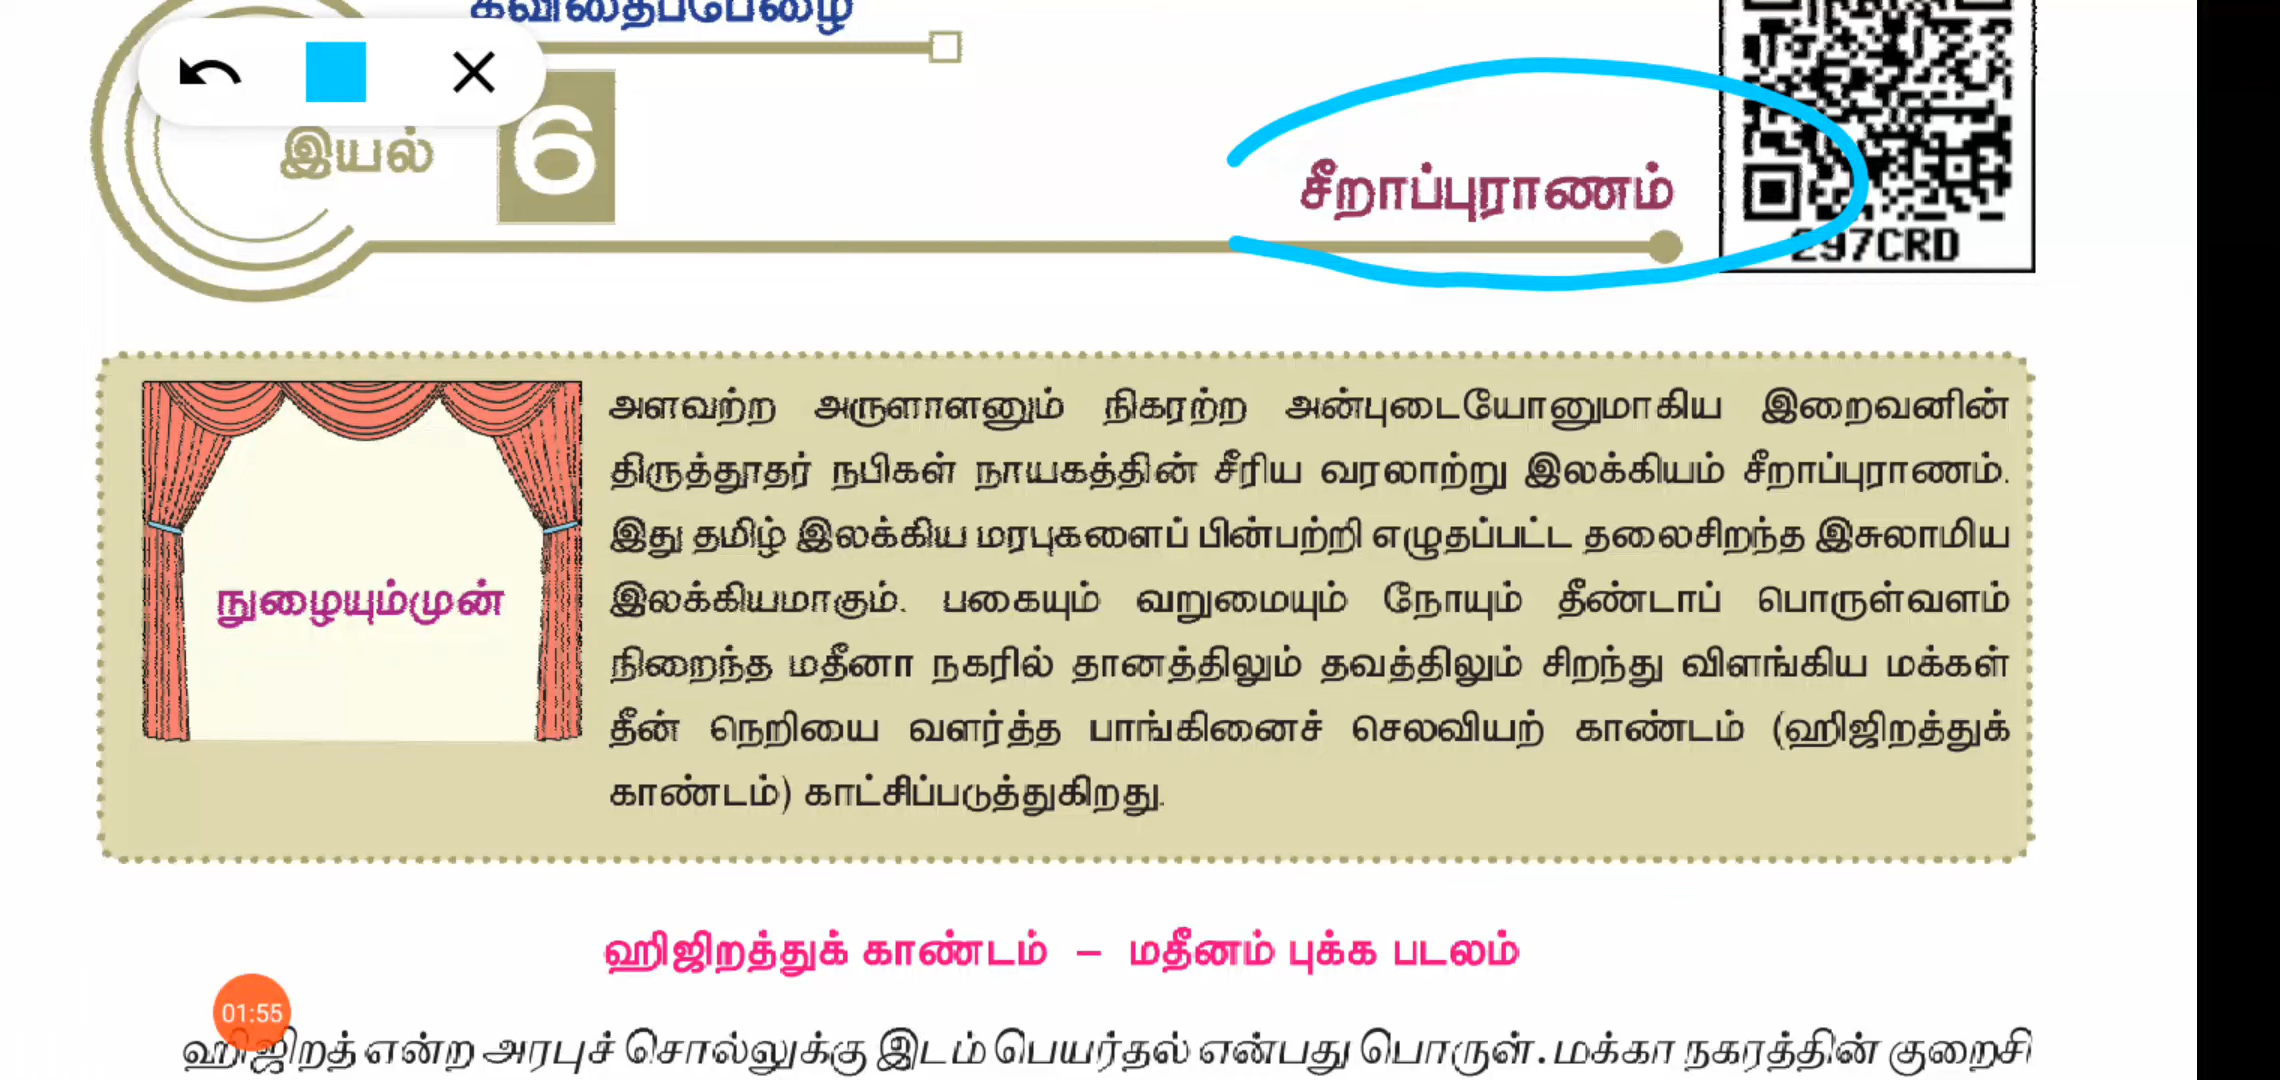 கவிதைப்பேழை
இயல் 6
சீறாப்புராணம்
297CRD
நுழையும்முன்
அளவற்ற அருளாளனும் நிகரற்ற அன்புடையோனுமாகிய இறைவனின்
திருத்தூதர் நபிகள் நாயகத்தின் சீரிய வரலாற்று இலக்கியம் சீறாப்புராணம்.
இது தமிழ் இலக்கிய மரபுகளைப் பின்பற்றி எழுதப்பட்ட தலைசிறந்த இசுலாமிய
இலக்கியமாகும். பகையும் வறுமையும் நோயும் தீண்டாப் பொருள்வளம்
நிறைந்த மதீனா நகரில் தானத்திலும் தவத்திலும் சிறந்து விளங்கிய மக்கள்
தீன் நெறியை வளர்த்த பாங்கினைச் செலவியற் காண்டம் (ஹிஜிறத்துக்
காண்டம்) காட்சிப்படுத்துகிறது.
ஹிஜிறத்துக் காண்டம் – மதீனம் புக்க படலம்
01:55
ஹிஜிறத் என்ற அரபுச் சொல்லுக்கு இடம் பெயர்தல் என்பது பொருள். மக்கா நகரத்தின் குறைசி